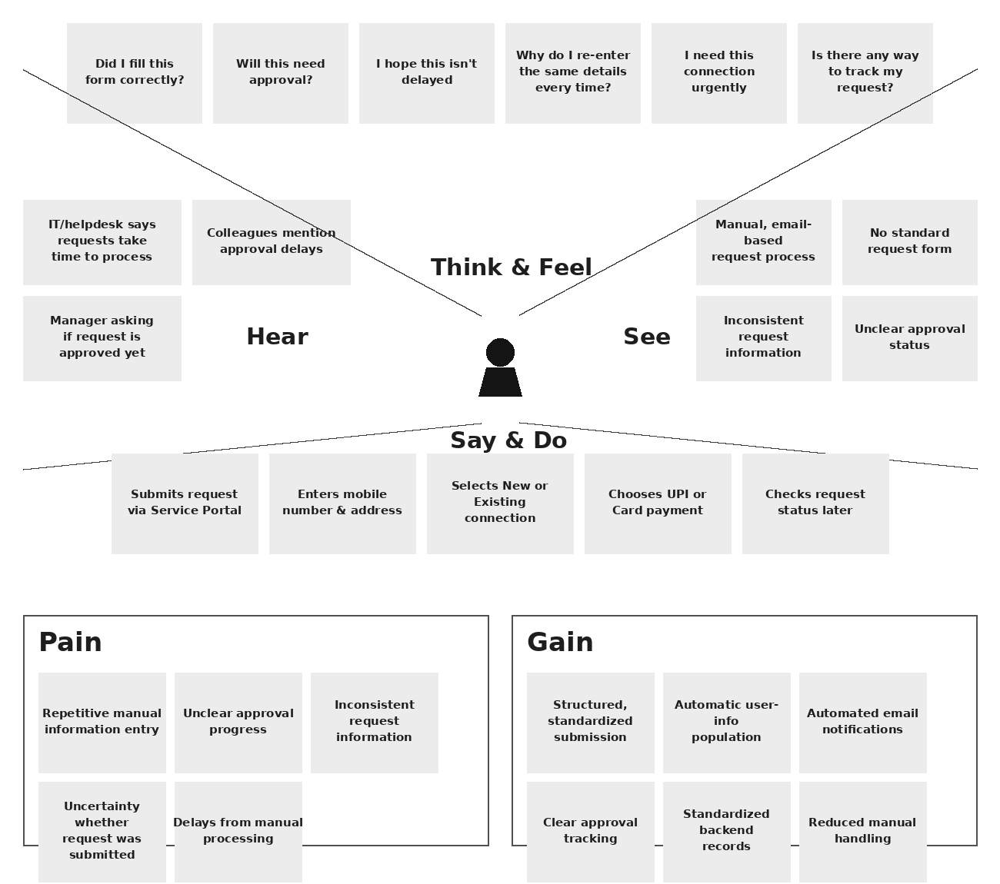 Did I fill this
form correctly?
Will this need
approval?
I hope this isn't
delayed
Why do I re-enter
the same details
every time?
I need this
connection
urgently
Is there any way
to track my
request?
IT/helpdesk says
requests take
time to process
Colleagues mention
approval delays
Think & Feel
Manual, email-
based
request process
No standard
request form
Manager asking
if request is
approved yet
Hear
See
Inconsistent
request
information
Unclear approval
status
Say & Do
Submits request
via Service Portal
Enters mobile
number & address
Selects New or
Existing
connection
Chooses UPI or
Card payment
Checks request
status later
Pain
Repetitive manual
information entry
Unclear approval
progress
Inconsistent
request
information
Uncertainty
whether
request was
submitted
Delays from manual
processing
Gain
Structured,
standardized
submission
Automatic user-
info
population
Automated email
notifications
Clear approval
tracking
Standardized
backend
records
Reduced manual
handling